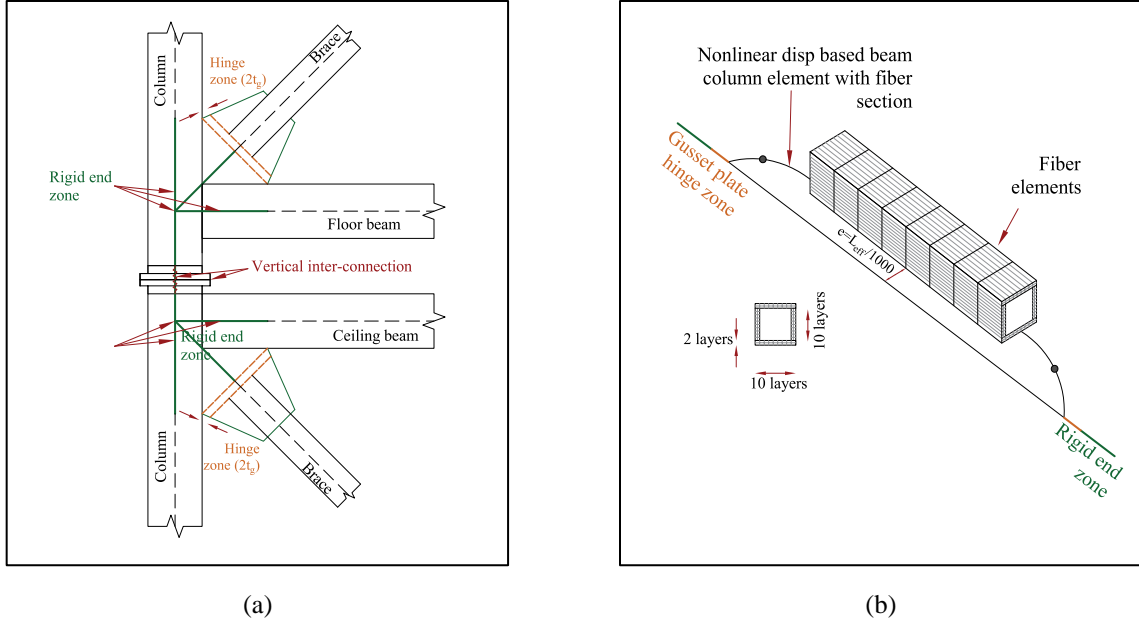 Column
Hinge
zone (2tg)
Brace
Rigid end
zone
Floor beam
Vertical inter-connection
Rigid end
zone
Ceiling beam
Column
Hinge
zone (2tg)
Brace
(a)
Nonlinear disp based beam
column element with fiber
section
Gusset plate
hinge zone
Fiber
elements
e=Leff/1000
2 layers
10 layers
10 layers
Rigid end
zone
(b)